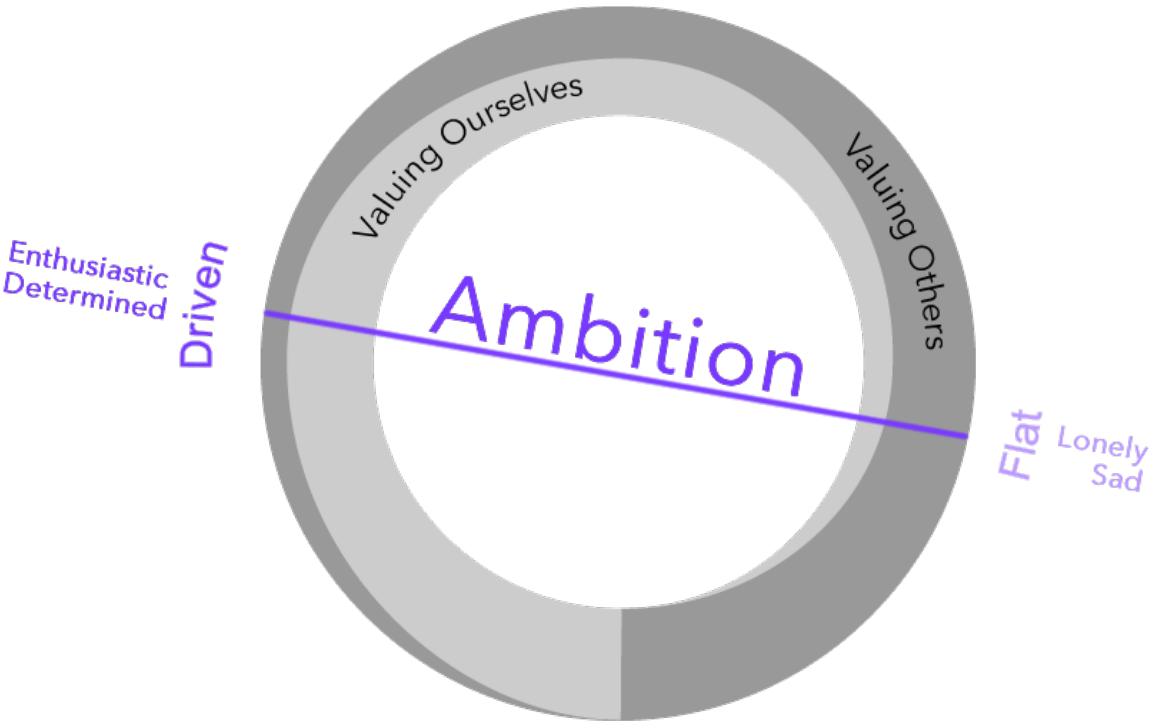 Valuing Ourselves
Valuing Others
Enthusiastic
Determined
Driven
Ambition
Flat
Lonely
Sad